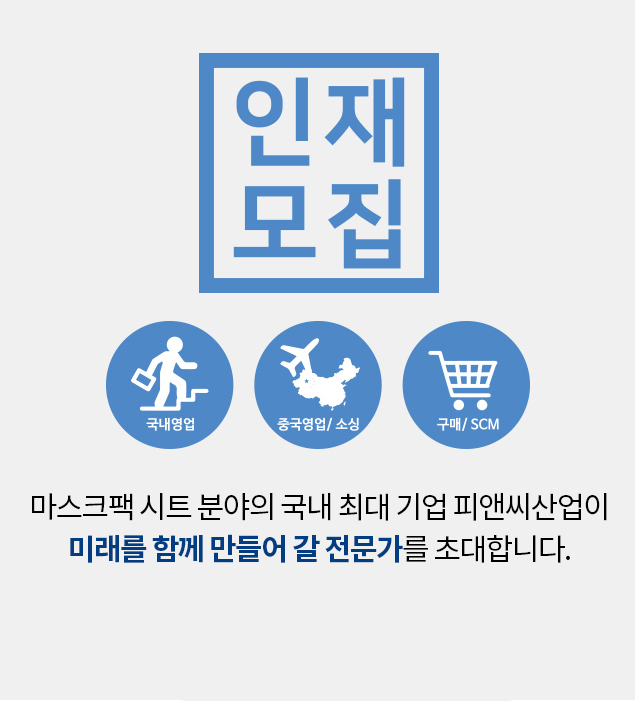 인재
모집
국내영업
중국영업/ 소싱
구매/ SCM
마스크팩 시트 분야의 국내 최대 기업 피앤씨산업이
미래를 함께 만들어 갈 전문가를 초대합니다.